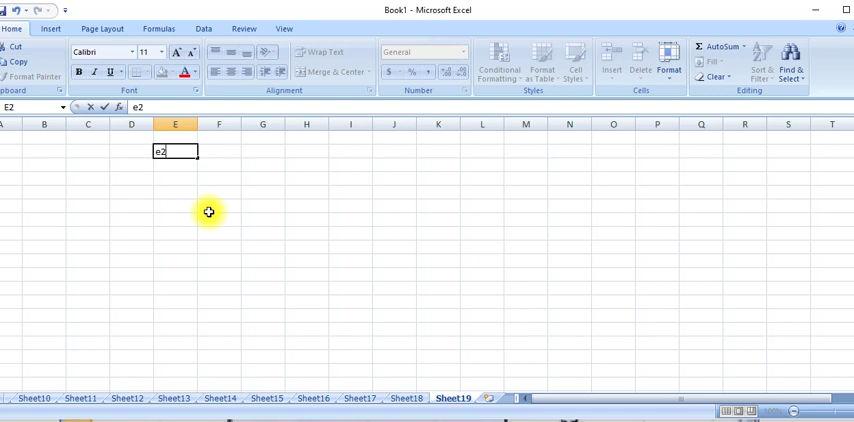 Book1 - Microsoft Excel
Home Insert Page Layout Formulas Data Review View
Cut
Copy
Format Painter
Calibri 11 A A
B I U A
Wrap Text
Merge & Center
General
$ % ,
Conditional Formatting
Format as Table
Cell Styles
Insert Delete Format
Σ AutoSum
Fill
Clear
Sort & Filter
Find & Select
pboard Font Alignment Number Styles Cells Editing
E2 fx e2
A B C D E F G H I J K L M N O P Q R S T
e2
Sheet10 Sheet11 Sheet12 Sheet13 Sheet14 Sheet15 Sheet16 Sheet17 Sheet18 Sheet19
100%